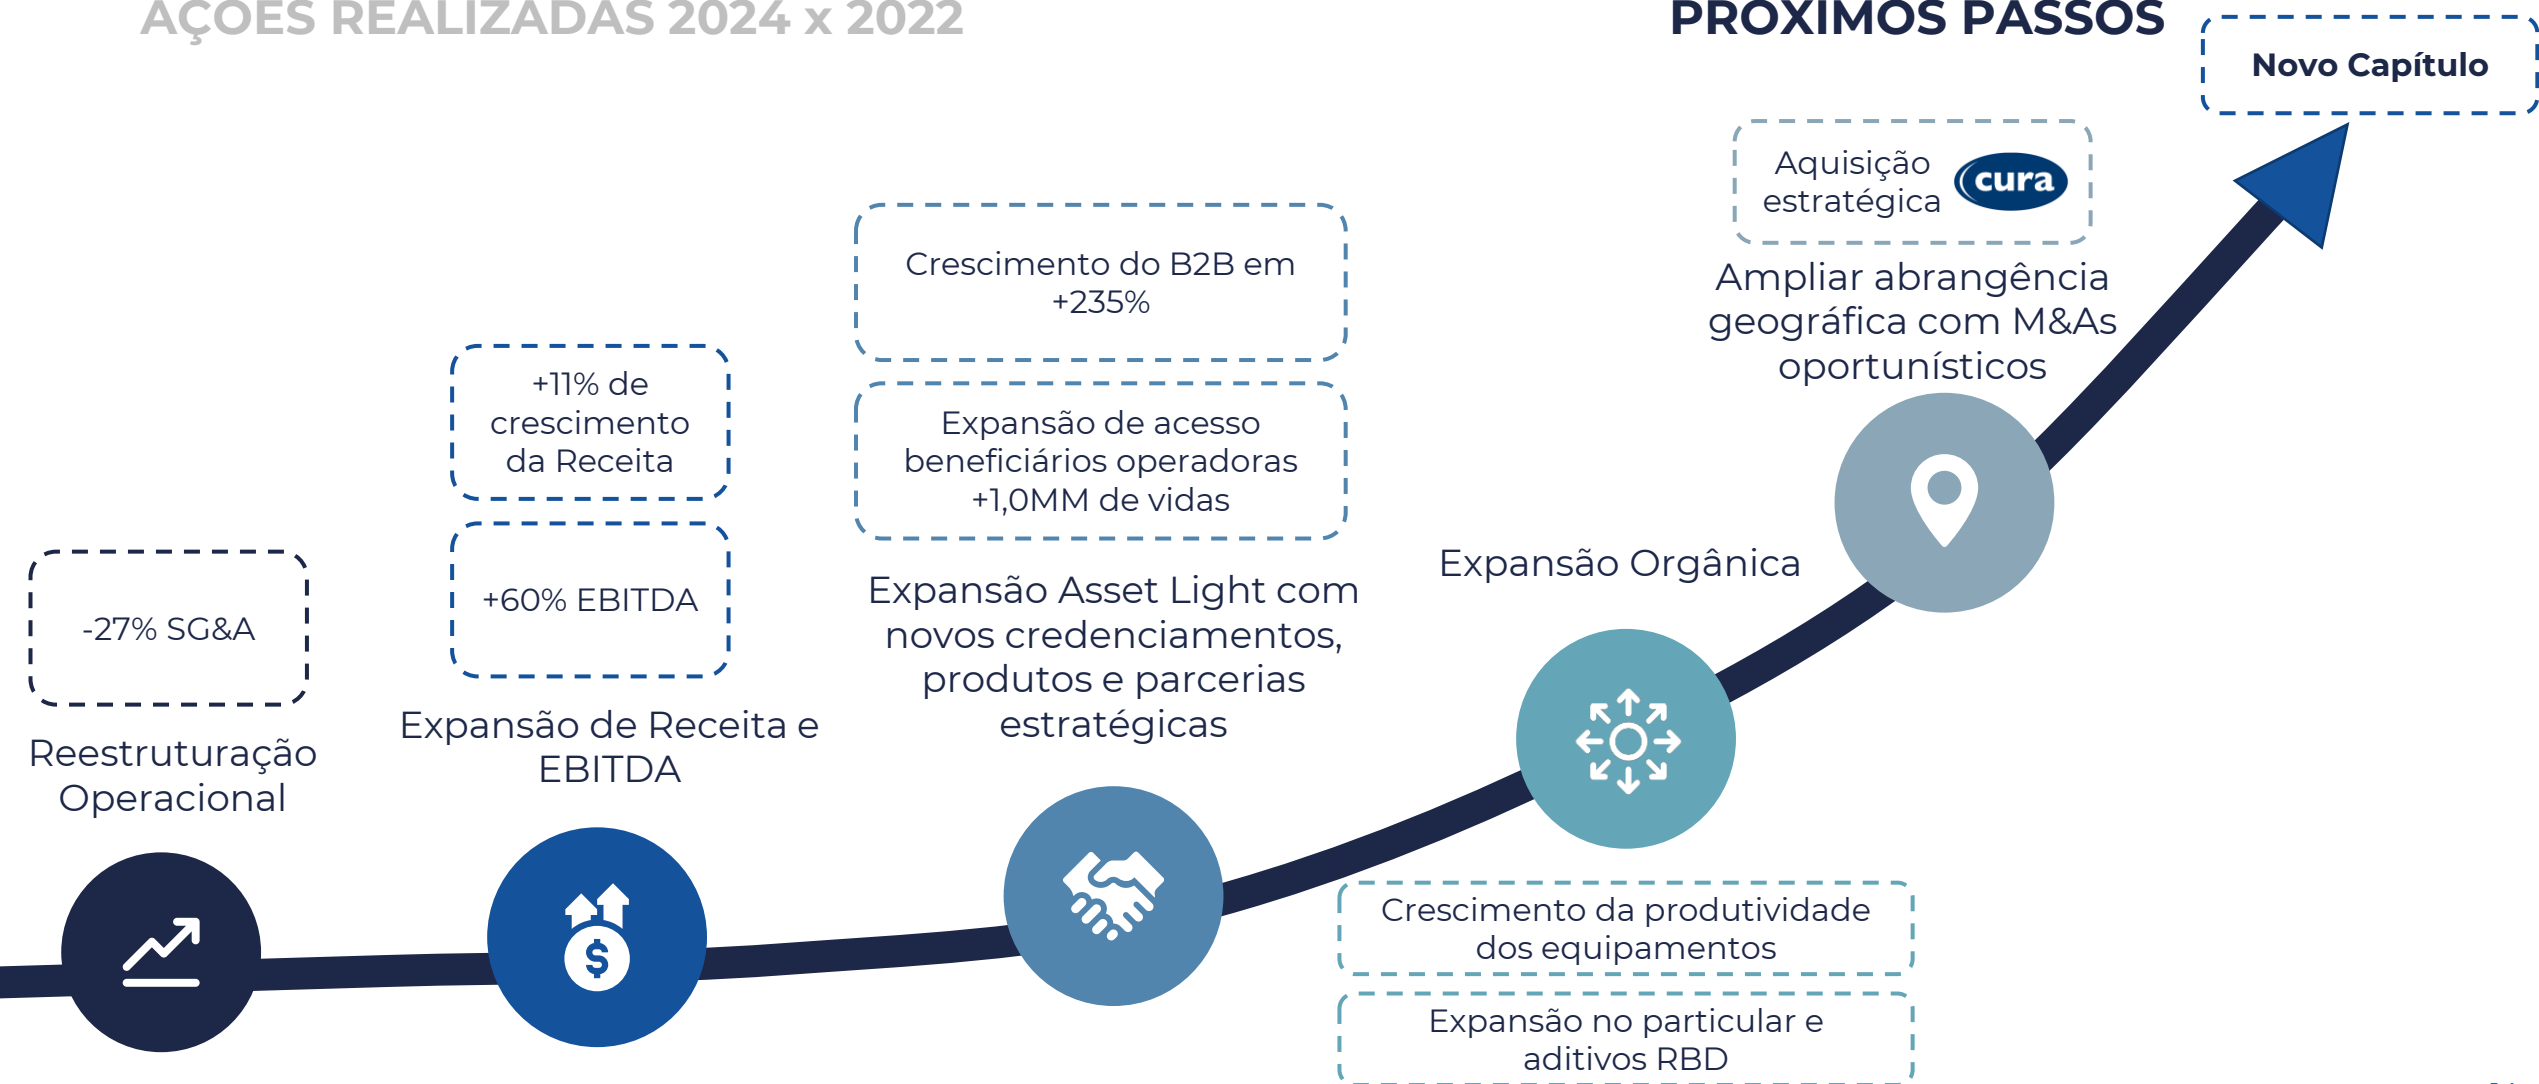 AÇÕES REALIZADAS 2024 x 2022
PRÓXIMOS PASSOS
Novo Capítulo
Aquisição
estratégica
cura
Ampliar abrangência
geográfica com M&As
oportunísticos
Crescimento do B2B em
+235%
Expansão de acesso
beneficiários operadoras
+1,0MM de vidas
Expansão Asset Light com
novos credenciamentos,
produtos e parcerias
estratégicas
+11% de
crescimento
da Receita
+60% EBITDA
Expansão de Receita e
EBITDA
-27% SG&A
Reestruturação
Operacional
Expansão Orgânica
$
Crescimento da produtividade
dos equipamentos
Expansão no particular e
aditivos RBD